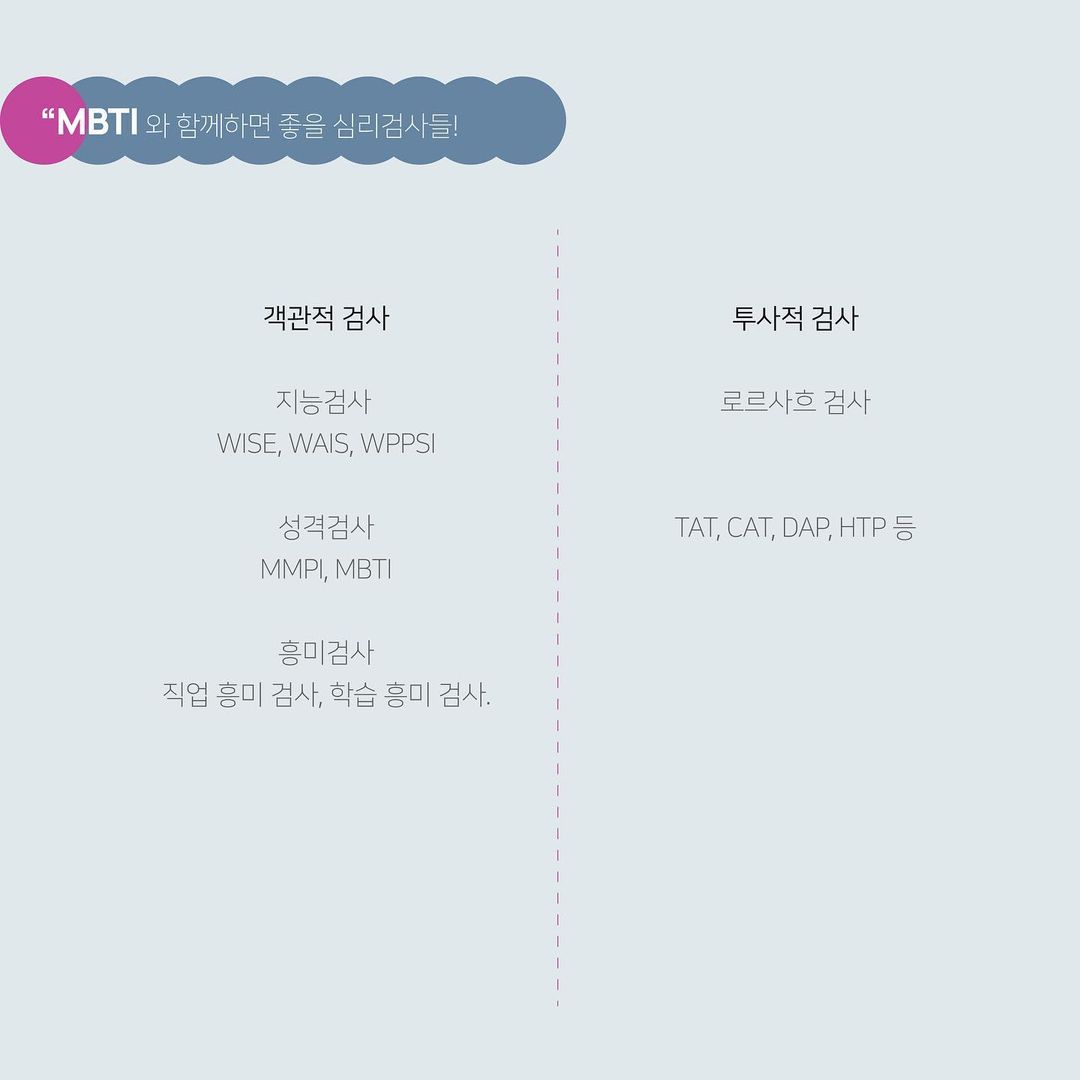 “MBTI 와 함께하면 좋을 심리검사들!
객관적 검사
지능검사
WISE, WAIS, WPPSI
성격검사
MMPI, MBTI
흥미검사
직업 흥미 검사, 학습 흥미 검사.
투사적 검사
로르사흐 검사
TAT, CAT, DAP, HTP 등